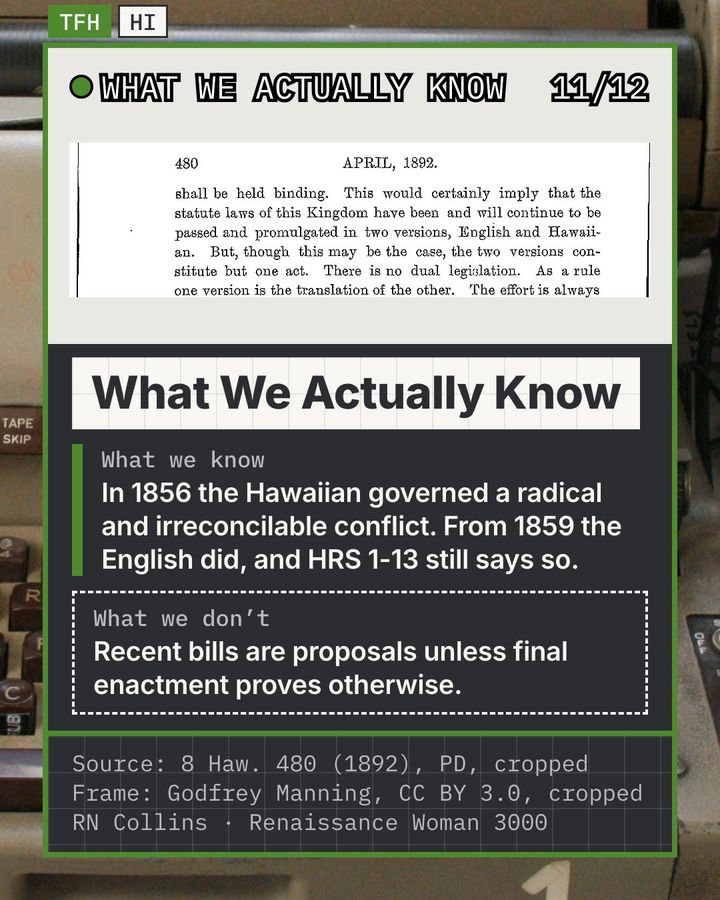 TFH HI
WHAT WE ACTUALLY KNOW 11/12
480 APRIL, 1892.
shall be held binding. This would certainly imply that the
statute laws of this Kingdom have been and will continue to be
passed and promulgated in two versions, English and Hawaii-
an. But, though this may be the case, the two versions con-
stitute but one act. There is no dual legislation. As a rule
one version is the translation of the other. The effort is always
What We Actually Know
What we know
In 1856 the Hawaiian governed a radical
and irreconcilable conflict. From 1859 the
English did, and HRS 1-13 still says so.
What we don’t
Recent bills are proposals unless final
enactment proves otherwise.
Source: 8 Haw. 480 (1892), PD, cropped
Frame: Godfrey Manning, CC BY 3.0, cropped
RN Collins · Renaissance Woman 3000
TAPE
SKIP
R
C
OFF
1